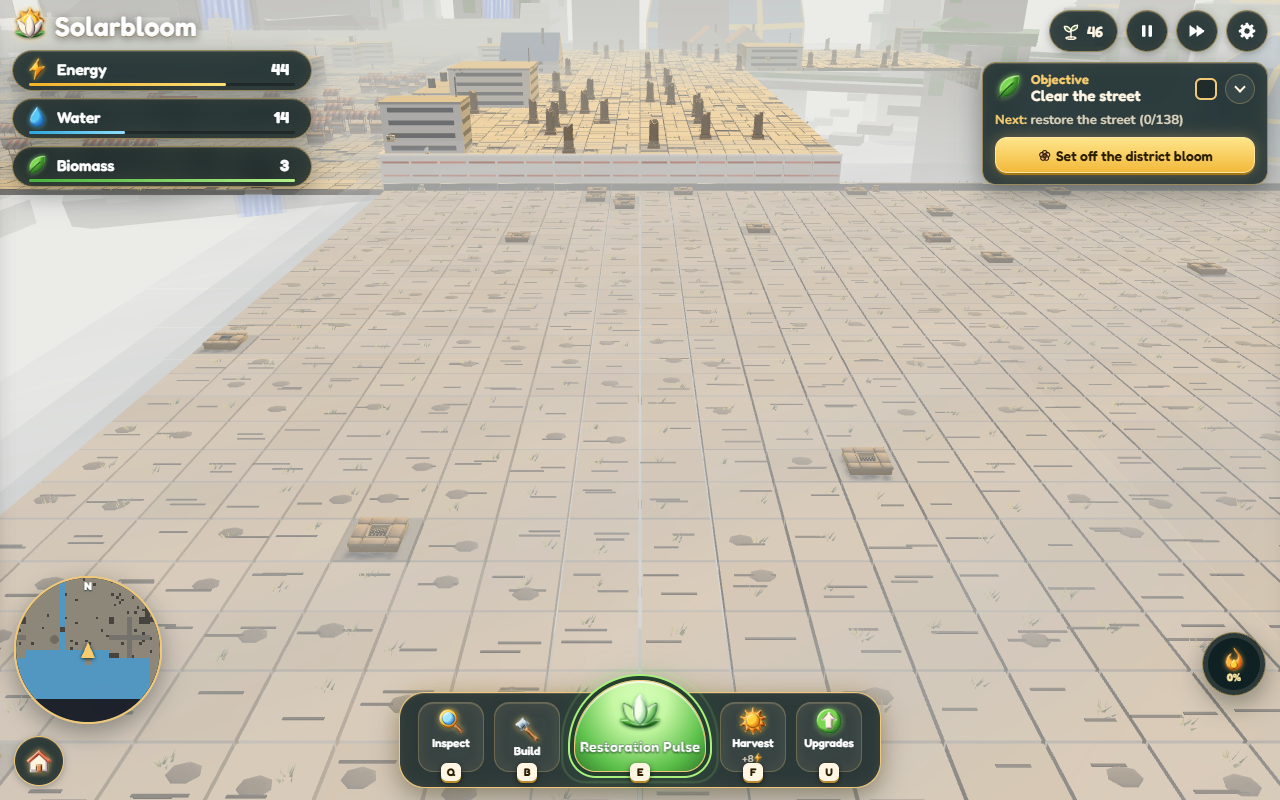 Solarbloom
Energy 44
Water 14
Biomass 3
46
Objective
Clear the street
Next: restore the street (0/138)
Set off the district bloom
N
0%
Inspect
Q
Build
B
Restoration Pulse
E
Harvest
+8
F
Upgrades
U